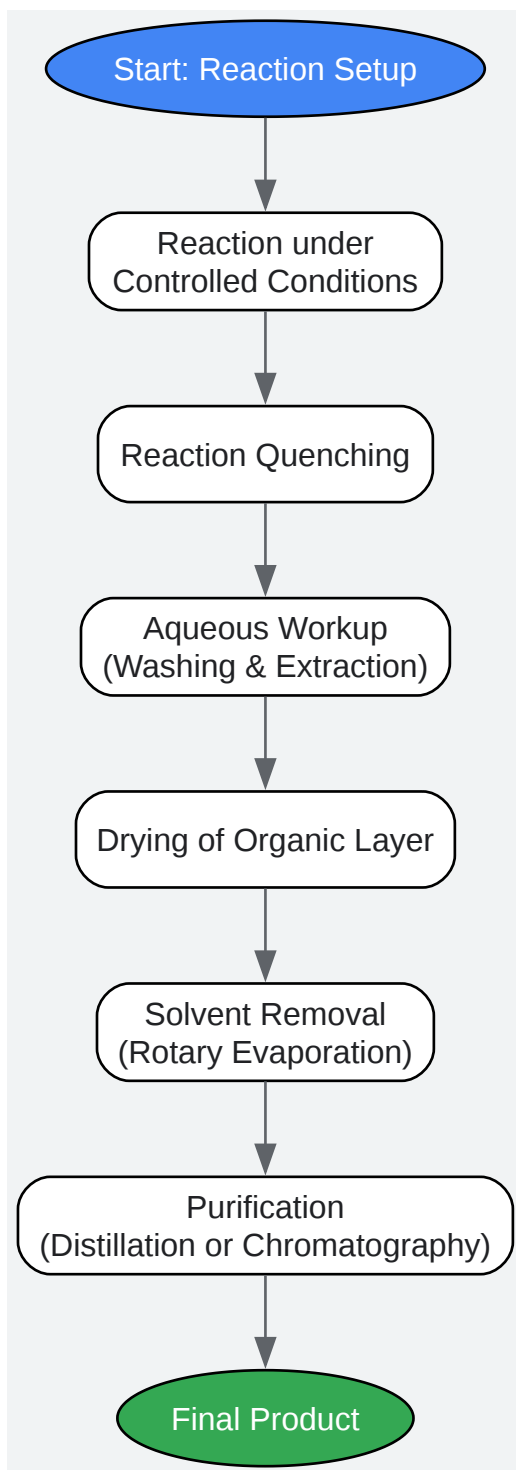 Start: Reaction Setup
Reaction under
Controlled Conditions
Reaction Quenching
Aqueous Workup
(Washing & Extraction)
Drying of Organic Layer
Solvent Removal
(Rotary Evaporation)
Purification
(Distillation or Chromatography)
Final Product